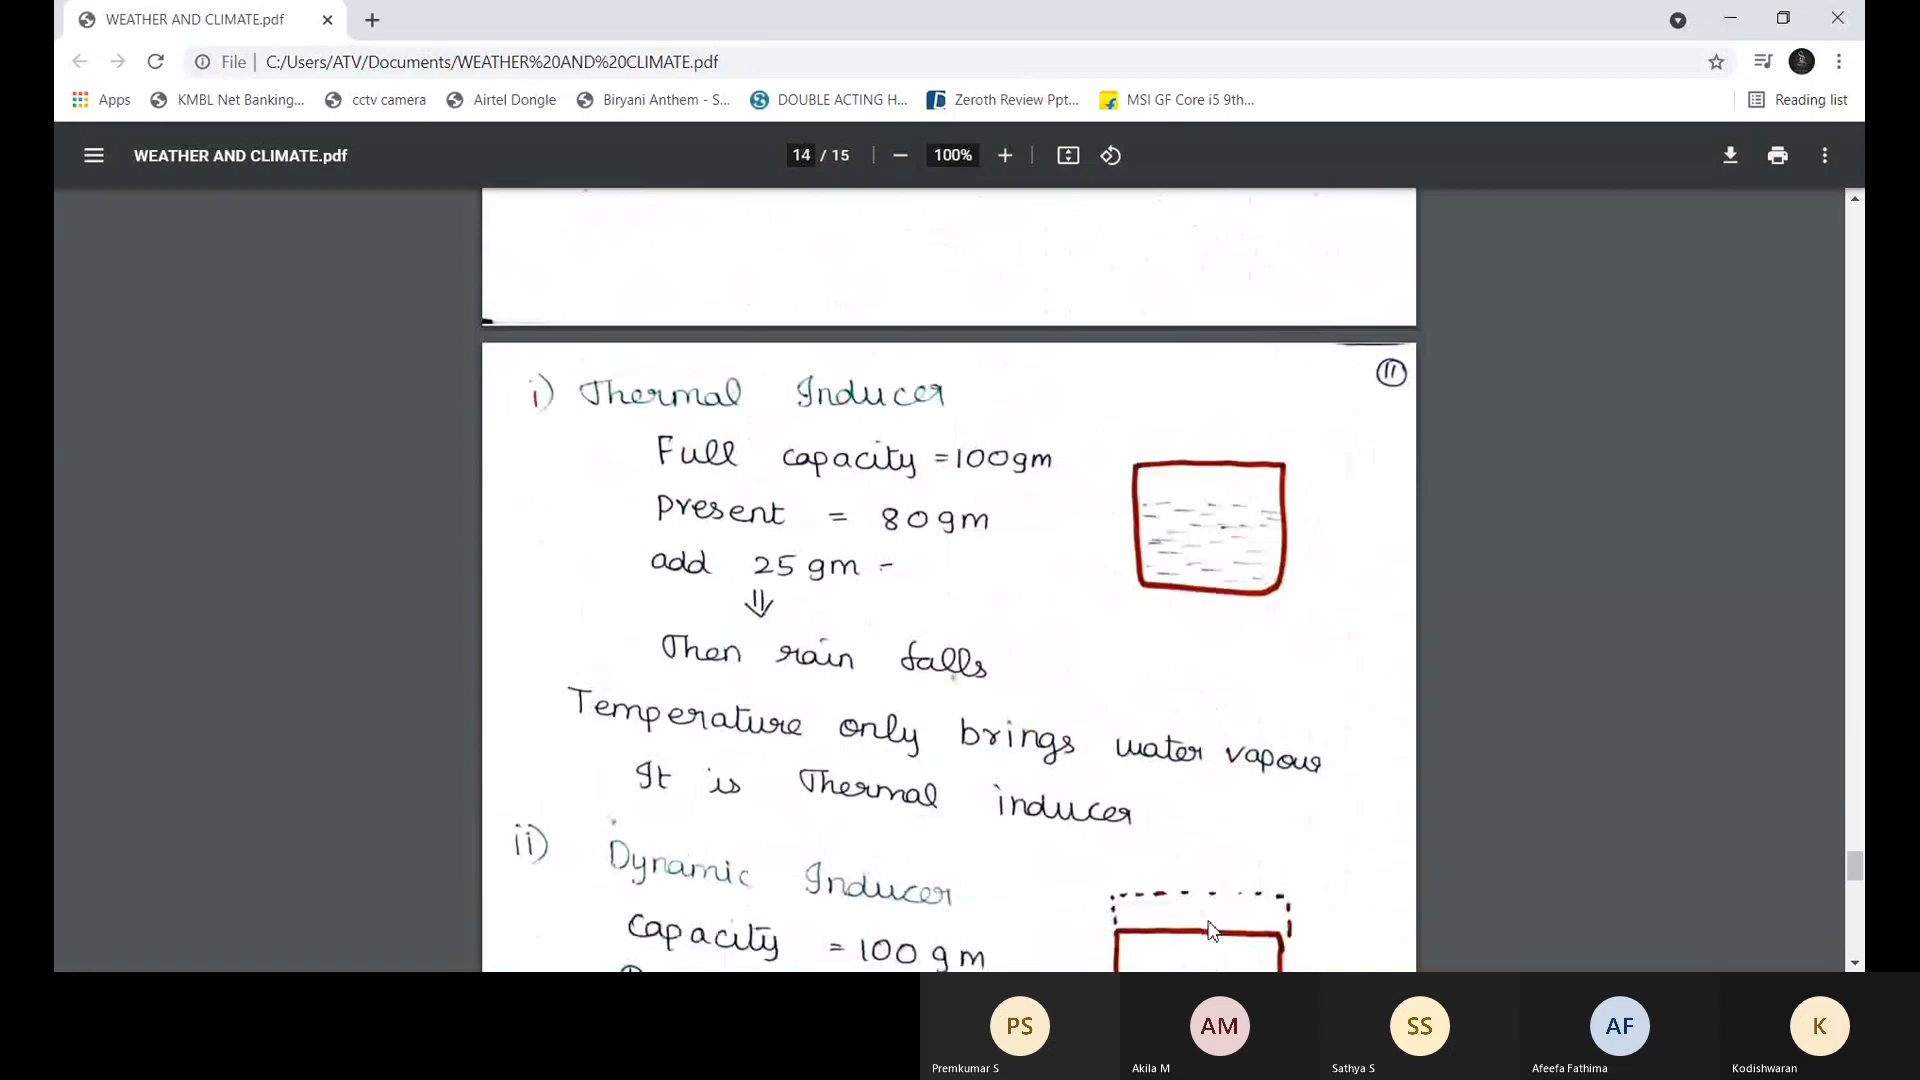 WEATHER AND CLIMATE.pdf
File C:/Users/ATV/Documents/WEATHER%20AND%20CLIMATE.pdf
Apps KMBL Net Banking... cctv camera Airtel Dongle Biryani Anthem - S... DOUBLE ACTING H... Zeroth Review Ppt... MSI GF Core i5 9th... Reading list
WEATHER AND CLIMATE.pdf 14 / 15 100%
11
i) Thermal Inducer
Full capacity = 100gm
present = 80gm
add 25 gm -
⇓
Then rain falls
Temperature only brings water vapour
It is Thermal inducer
ii) Dynamic Inducer
capacity = 100 gm
PS AM SS AF K
Premkumar S Akila M Sathya S Afeefa Fathima Kodishwaran